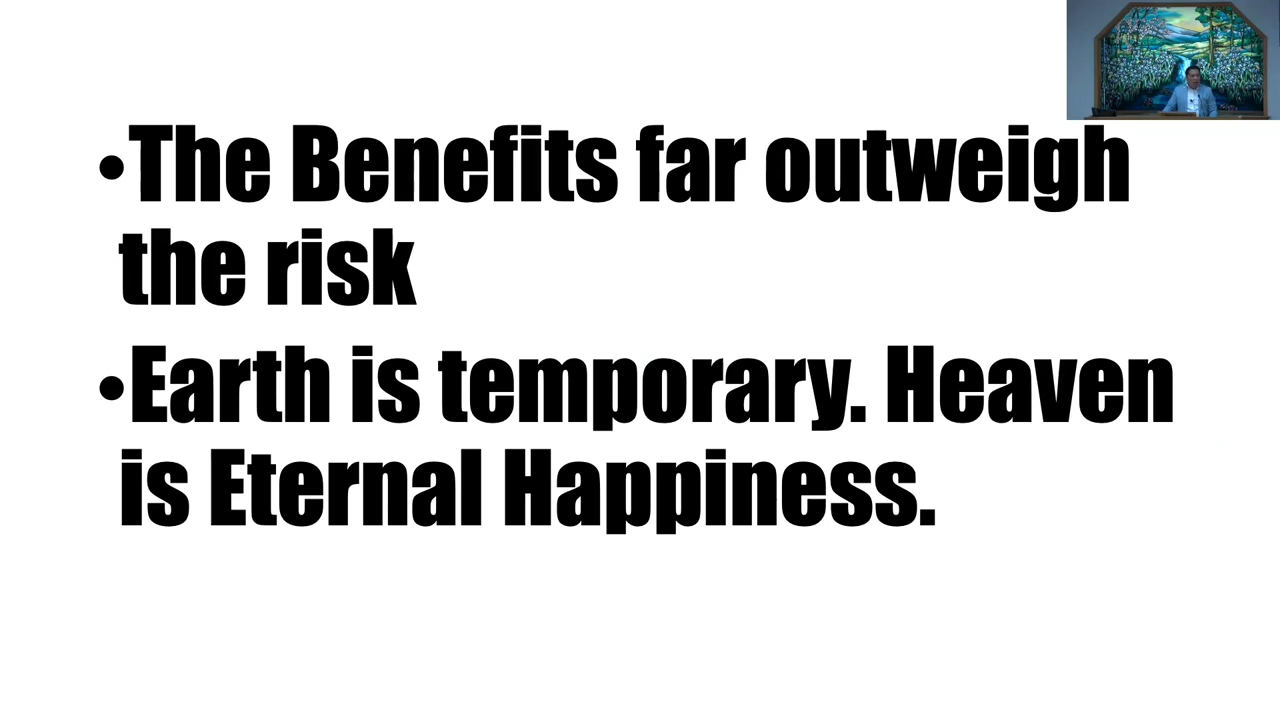 •The Benefits far outweigh
the risk
•Earth is temporary. Heaven
is Eternal Happiness.